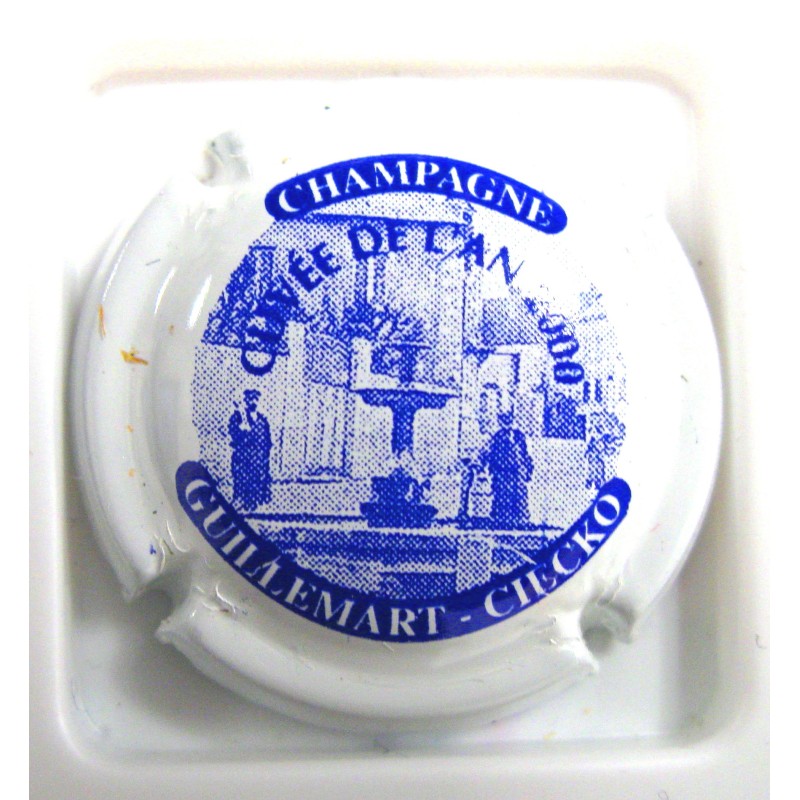 CHAMPAGNE
CUVÉE DE L'AN 2000
GUILLEMART - CIECKO